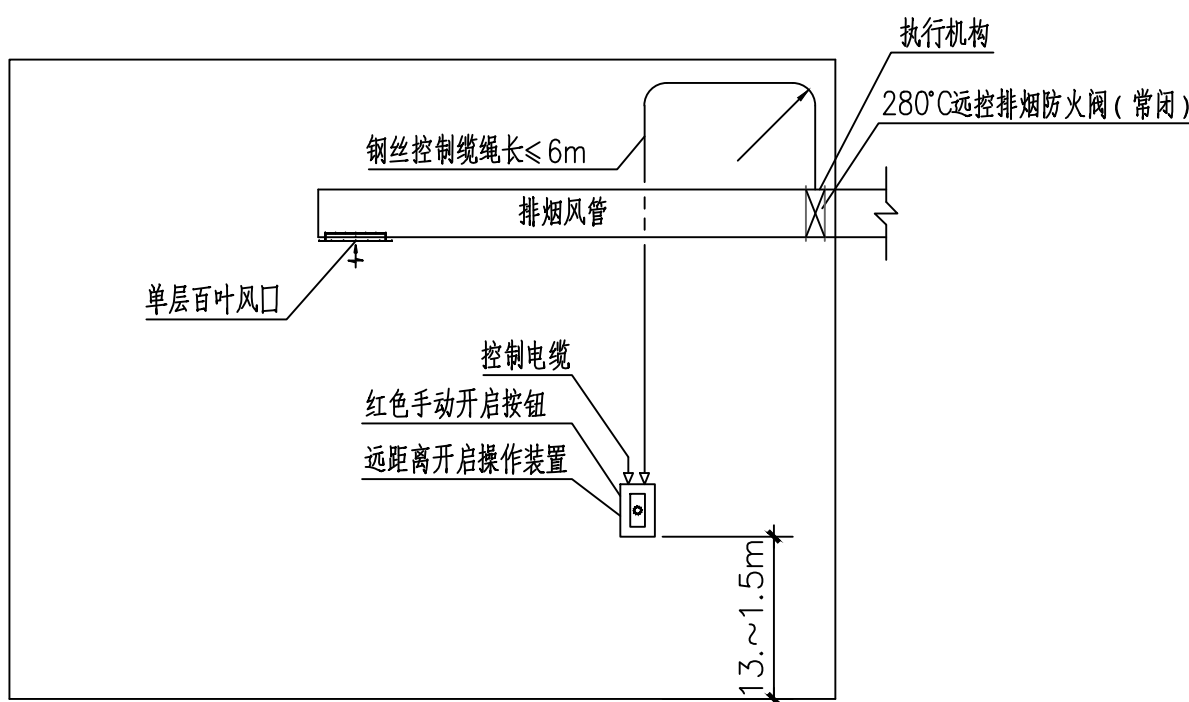 执行机构
280°C远控排烟防火阀（常闭）
钢丝控制缆绳长≤6m
排烟风管
单层百叶风口
控制电缆
红色手动开启按钮
远距离开启操作装置
13.~1.5m